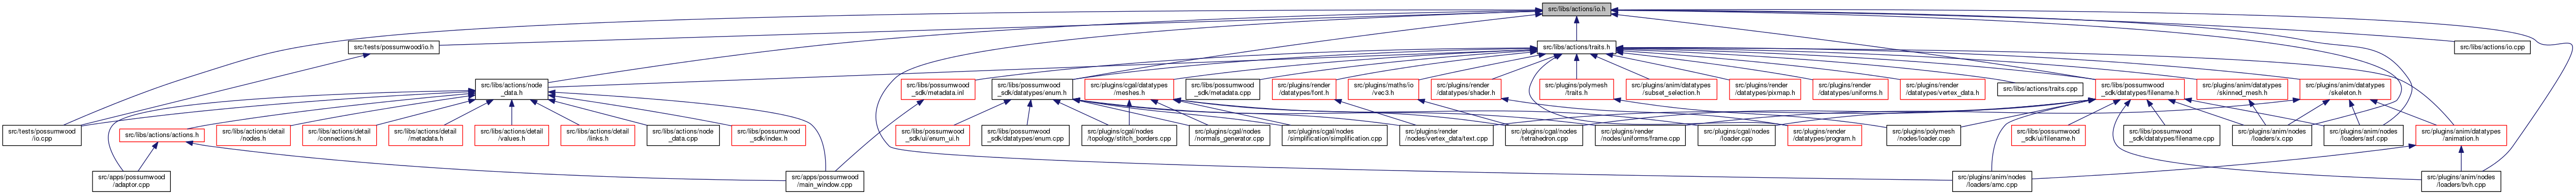 src/libs/actions/io.h
src/tests/possumwood/io.h
src/libs/actions/traits.h
src/libs/actions/io.cpp
src/libs/actions/node
_data.h
src/libs/possumwood
_sdk/metadata.inl
src/libs/possumwood
_sdk/datatypes/enum.h
src/plugins/cgal/datatypes
/meshes.h
src/libs/possumwood
_sdk/metadata.cpp
src/plugins/render
/datatypes/font.h
src/plugins/maths/io
/vec3.h
src/plugins/render
/datatypes/shader.h
src/plugins/polymesh
/traits.h
src/plugins/anim/datatypes
/subset_selection.h
src/plugins/render
/datatypes/pixmap.h
src/plugins/render
/datatypes/uniforms.h
src/plugins/render
/datatypes/vertex_data.h
src/libs/actions/traits.cpp
src/libs/possumwood
_sdk/datatypes/filename.h
src/plugins/anim/datatypes
/skinned_mesh.h
src/plugins/anim/datatypes
/skeleton.h
src/tests/possumwood
/io.cpp
src/libs/actions/actions.h
src/libs/actions/detail
/nodes.h
src/libs/actions/detail
/connections.h
src/libs/actions/detail
/metadata.h
src/libs/actions/detail
/values.h
src/libs/actions/detail
/links.h
src/libs/actions/node
_data.cpp
src/libs/possumwood
_sdk/index.h
src/libs/possumwood
_sdk/ui/enum_ui.h
src/libs/possumwood
_sdk/datatypes/enum.cpp
src/plugins/cgal/nodes
/topology/stitch_borders.cpp
src/plugins/cgal/nodes
/normals_generator.cpp
src/plugins/cgal/nodes
/simplification/simplification.cpp
src/plugins/render
/nodes/vertex_data/text.cpp
src/plugins/cgal/nodes
/tetrahedron.cpp
src/plugins/render
/nodes/uniforms/frame.cpp
src/plugins/cgal/nodes
/loader.cpp
src/plugins/render
/datatypes/program.h
src/plugins/polymesh
/nodes/loader.cpp
src/libs/possumwood
_sdk/ui/filename.h
src/libs/possumwood
_sdk/datatypes/filename.cpp
src/plugins/anim/nodes
/loaders/x.cpp
src/plugins/anim/nodes
/loaders/asf.cpp
src/plugins/anim/datatypes
/animation.h
src/apps/possumwood
/adaptor.cpp
src/apps/possumwood
/main_window.cpp
src/plugins/anim/nodes
/loaders/amc.cpp
src/plugins/anim/nodes
/loaders/bvh.cpp